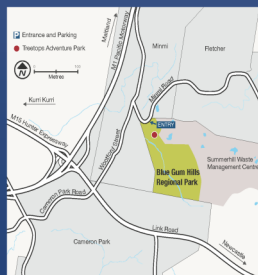 Entrance and Parking
Treetops Adventure Park
Metres
Maitland
M1 Pacific Motorway
Minmi
Fletcher
Minmi Road
Kurri Kurri
M15 Hunter Expressway
ENTRY
Woodford Street
Blue Gum Hills
Regional Park
Summerhill Waste
Management Centre
Cameron Park Road
Link Road
Cameron Park
Newcastle